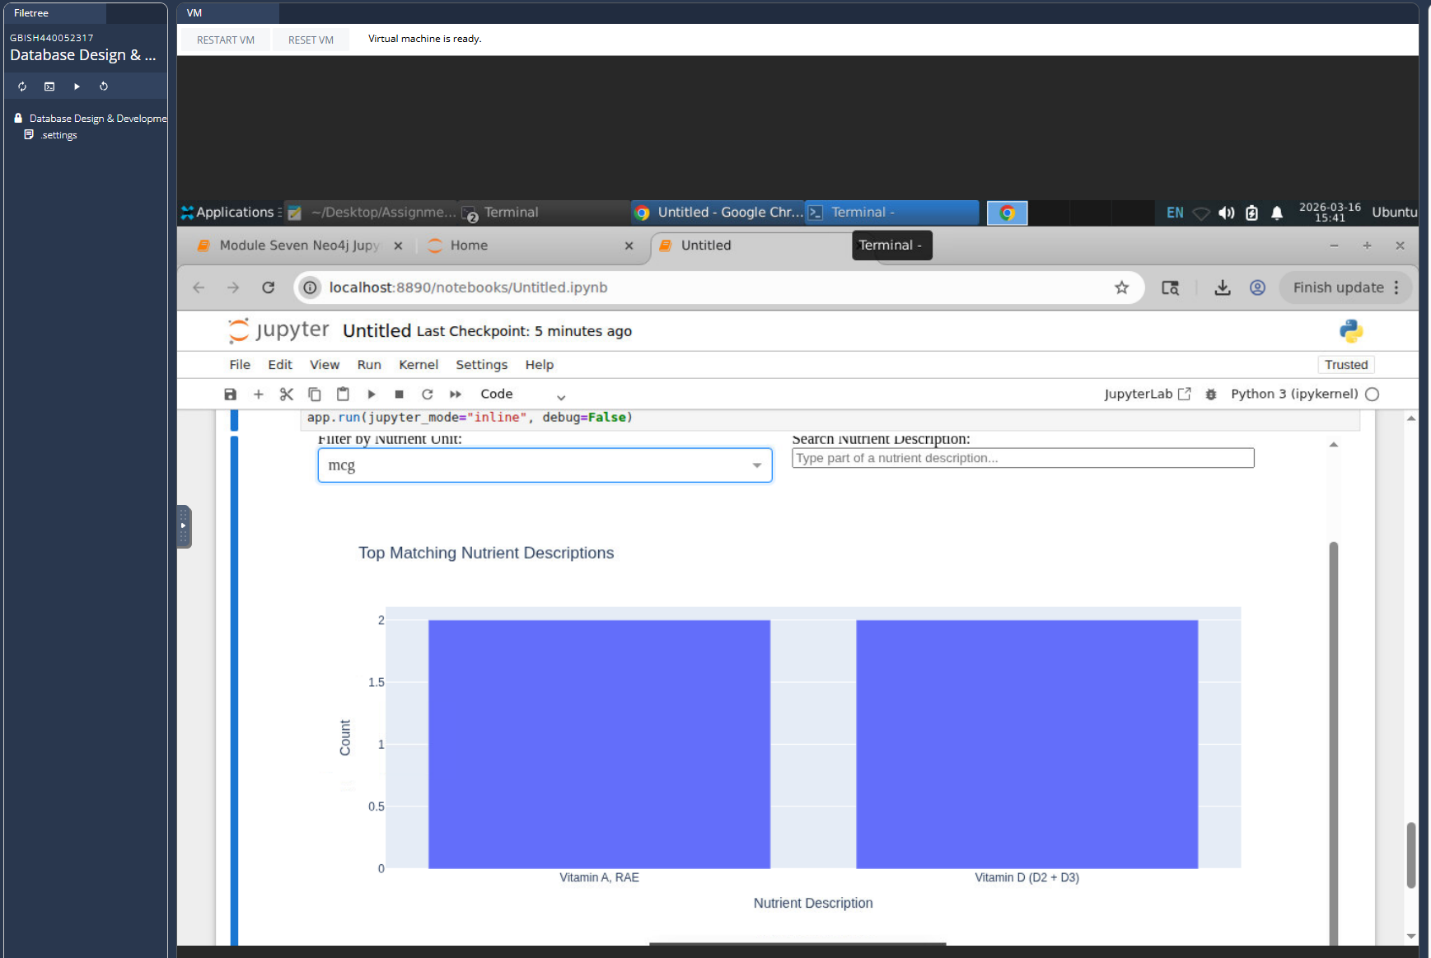 Filetree
GBISH440052317
Database Design & ...
Database Design & Developme
.settings
VM
RESTART VM RESET VM Virtual machine is ready.
Applications ~/Desktop/Assignme... Terminal Untitled - Google Chr... Terminal - EN 2026-03-16 15:41 Ubuntu
2
Module Seven Neo4j Jupy Home Untitled Terminal -
localhost:8890/notebooks/Untitled.ipynb Finish update
jupyter Untitled Last Checkpoint: 5 minutes ago
File Edit View Run Kernel Settings Help Trusted
Code JupyterLab Python 3 (ipykernel)
app.run(jupyter_mode="inline", debug=False)
Filter by Nutrient Unit: Search Nutrient Description:
mcg Type part of a nutrient description...
Top Matching Nutrient Descriptions
2
1.5
1
0.5
0
Count
Vitamin A, RAE Vitamin D (D2 + D3)
Nutrient Description